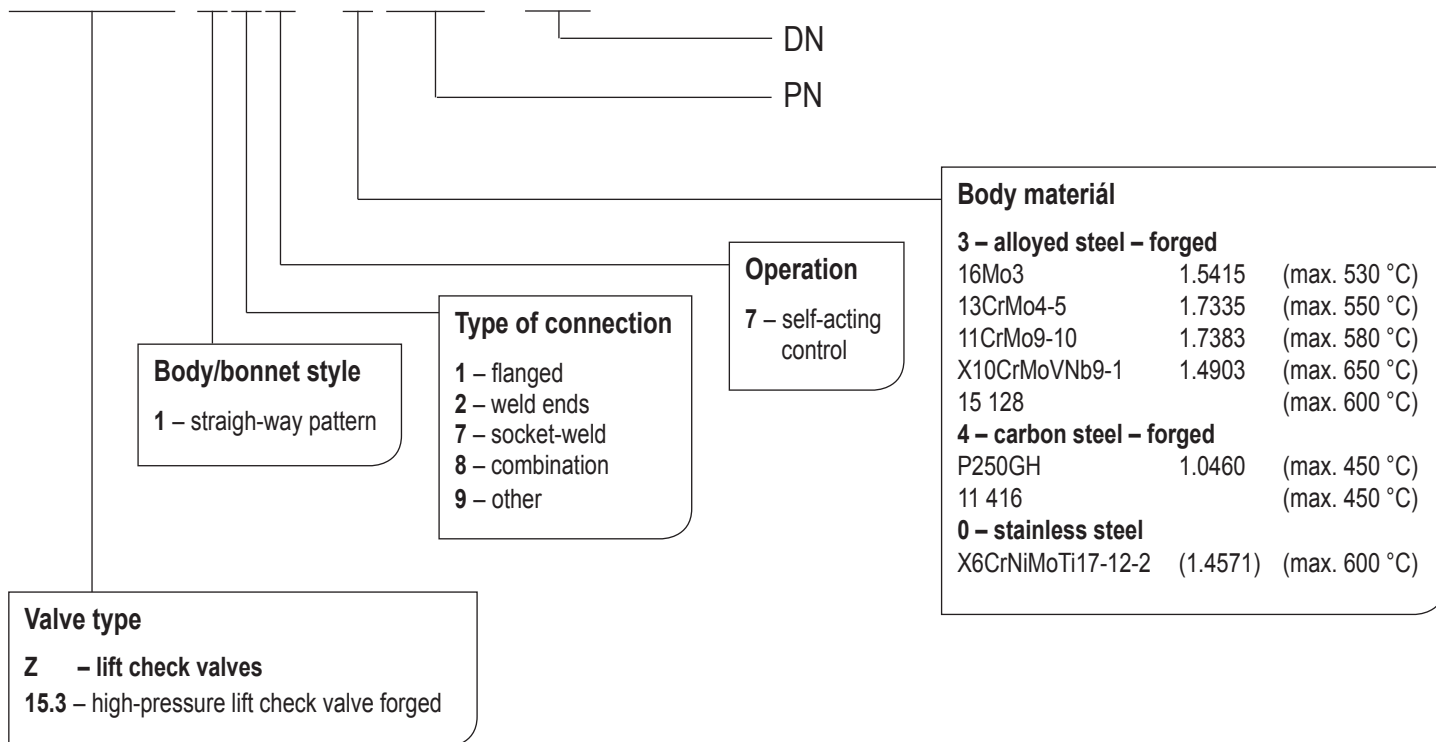 DN
PN
Body materiál
3 – alloyed steel – forged
16Mo3 1.5415 (max. 530 °C)
13CrMo4-5 1.7335 (max. 550 °C)
11CrMo9-10 1.7383 (max. 580 °C)
X10CrMoVNb9-1 1.4903 (max. 650 °C)
15 128 (max. 600 °C)
4 – carbon steel – forged
P250GH 1.0460 (max. 450 °C)
11 416 (max. 450 °C)
0 – stainless steel
X6CrNiMoTi17-12-2 (1.4571) (max. 600 °C)
Operation
7 – self-acting
control
Type of connection
1 – flanged
2 – weld ends
7 – socket-weld
8 – combination
9 – other
Body/bonnet style
1 – straigh-way pattern
Valve type
Z – lift check valves
15.3 – high-pressure lift check valve forged